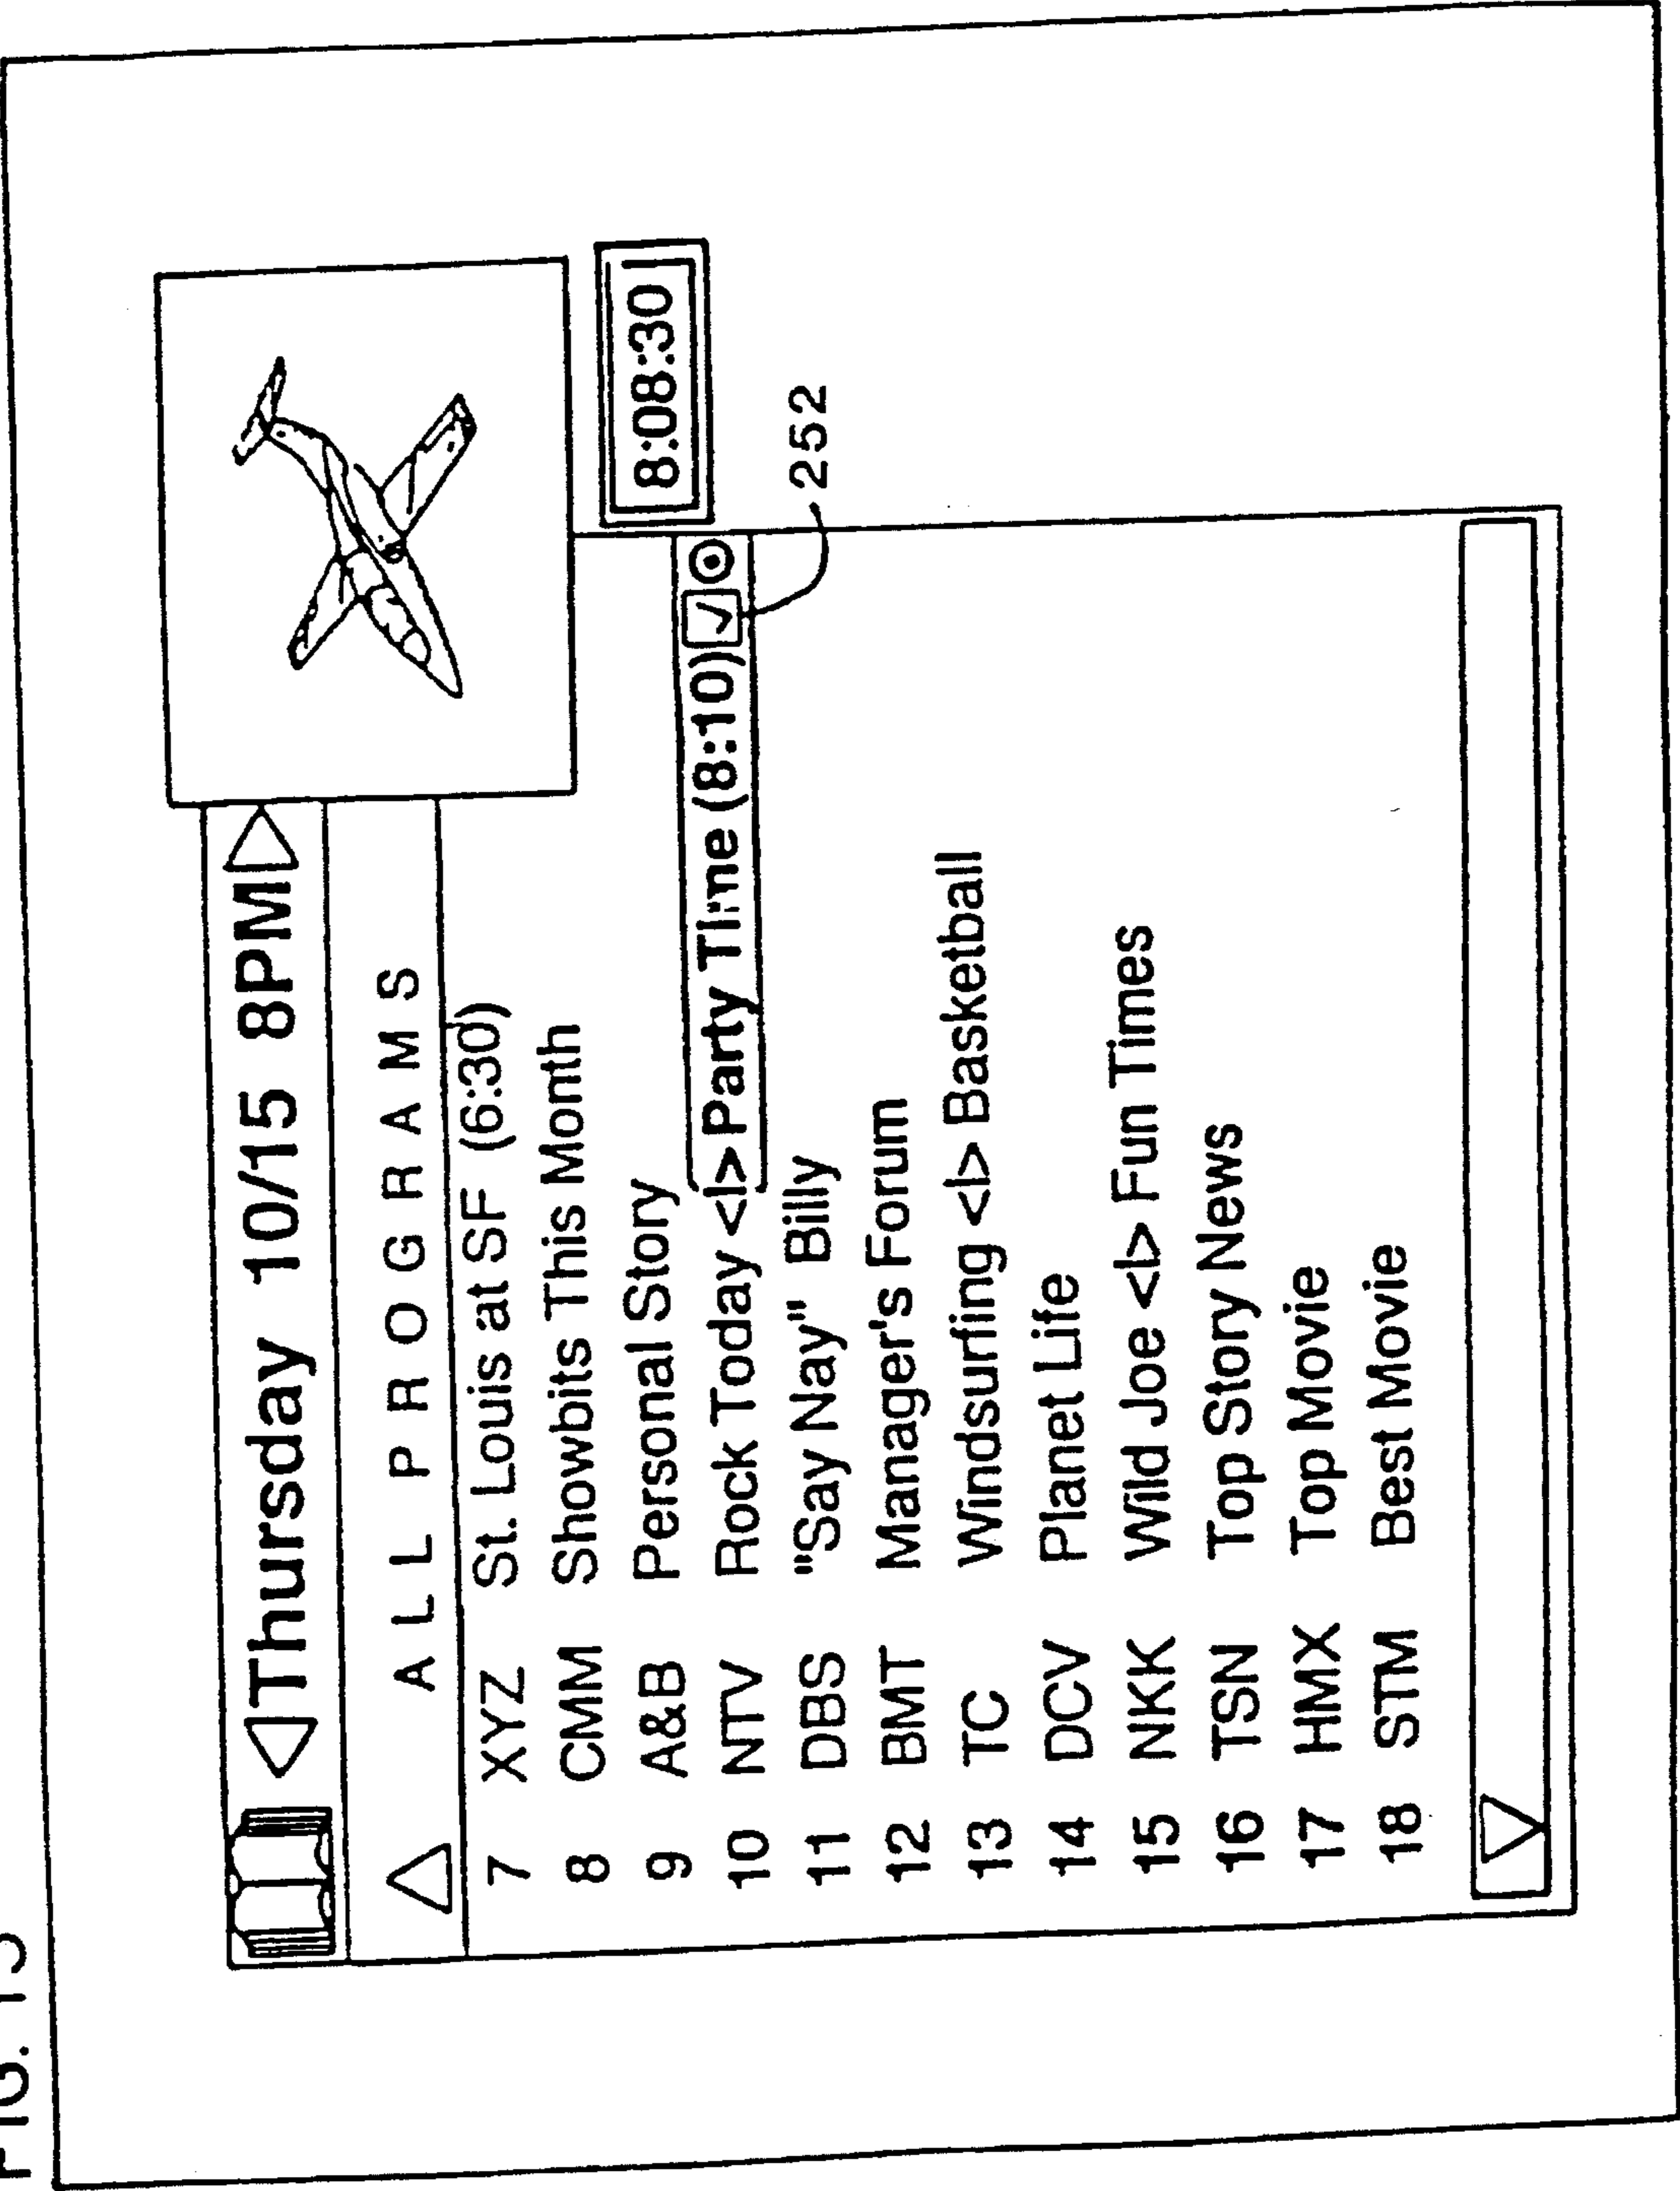 Thursday 10/15 8PM
ALL PROGRAMS
8:08:30
7 XYZ St. Louis at SF (6:30)
8 CMM Showbits This Month
9 A&B Personal Story
10 NTV Rock Today <I> Party Time (8:10)
252
11 DBS "Say Nay" Billy
12 BMT Manager's Forum
13 TC Windsurfing <I> Basketball
14 DCV Planet Life
15 NKK Wild Joe <I> Fun Times
16 TSN Top Story News
17 HMX Top Movie
18 STM Best Movie